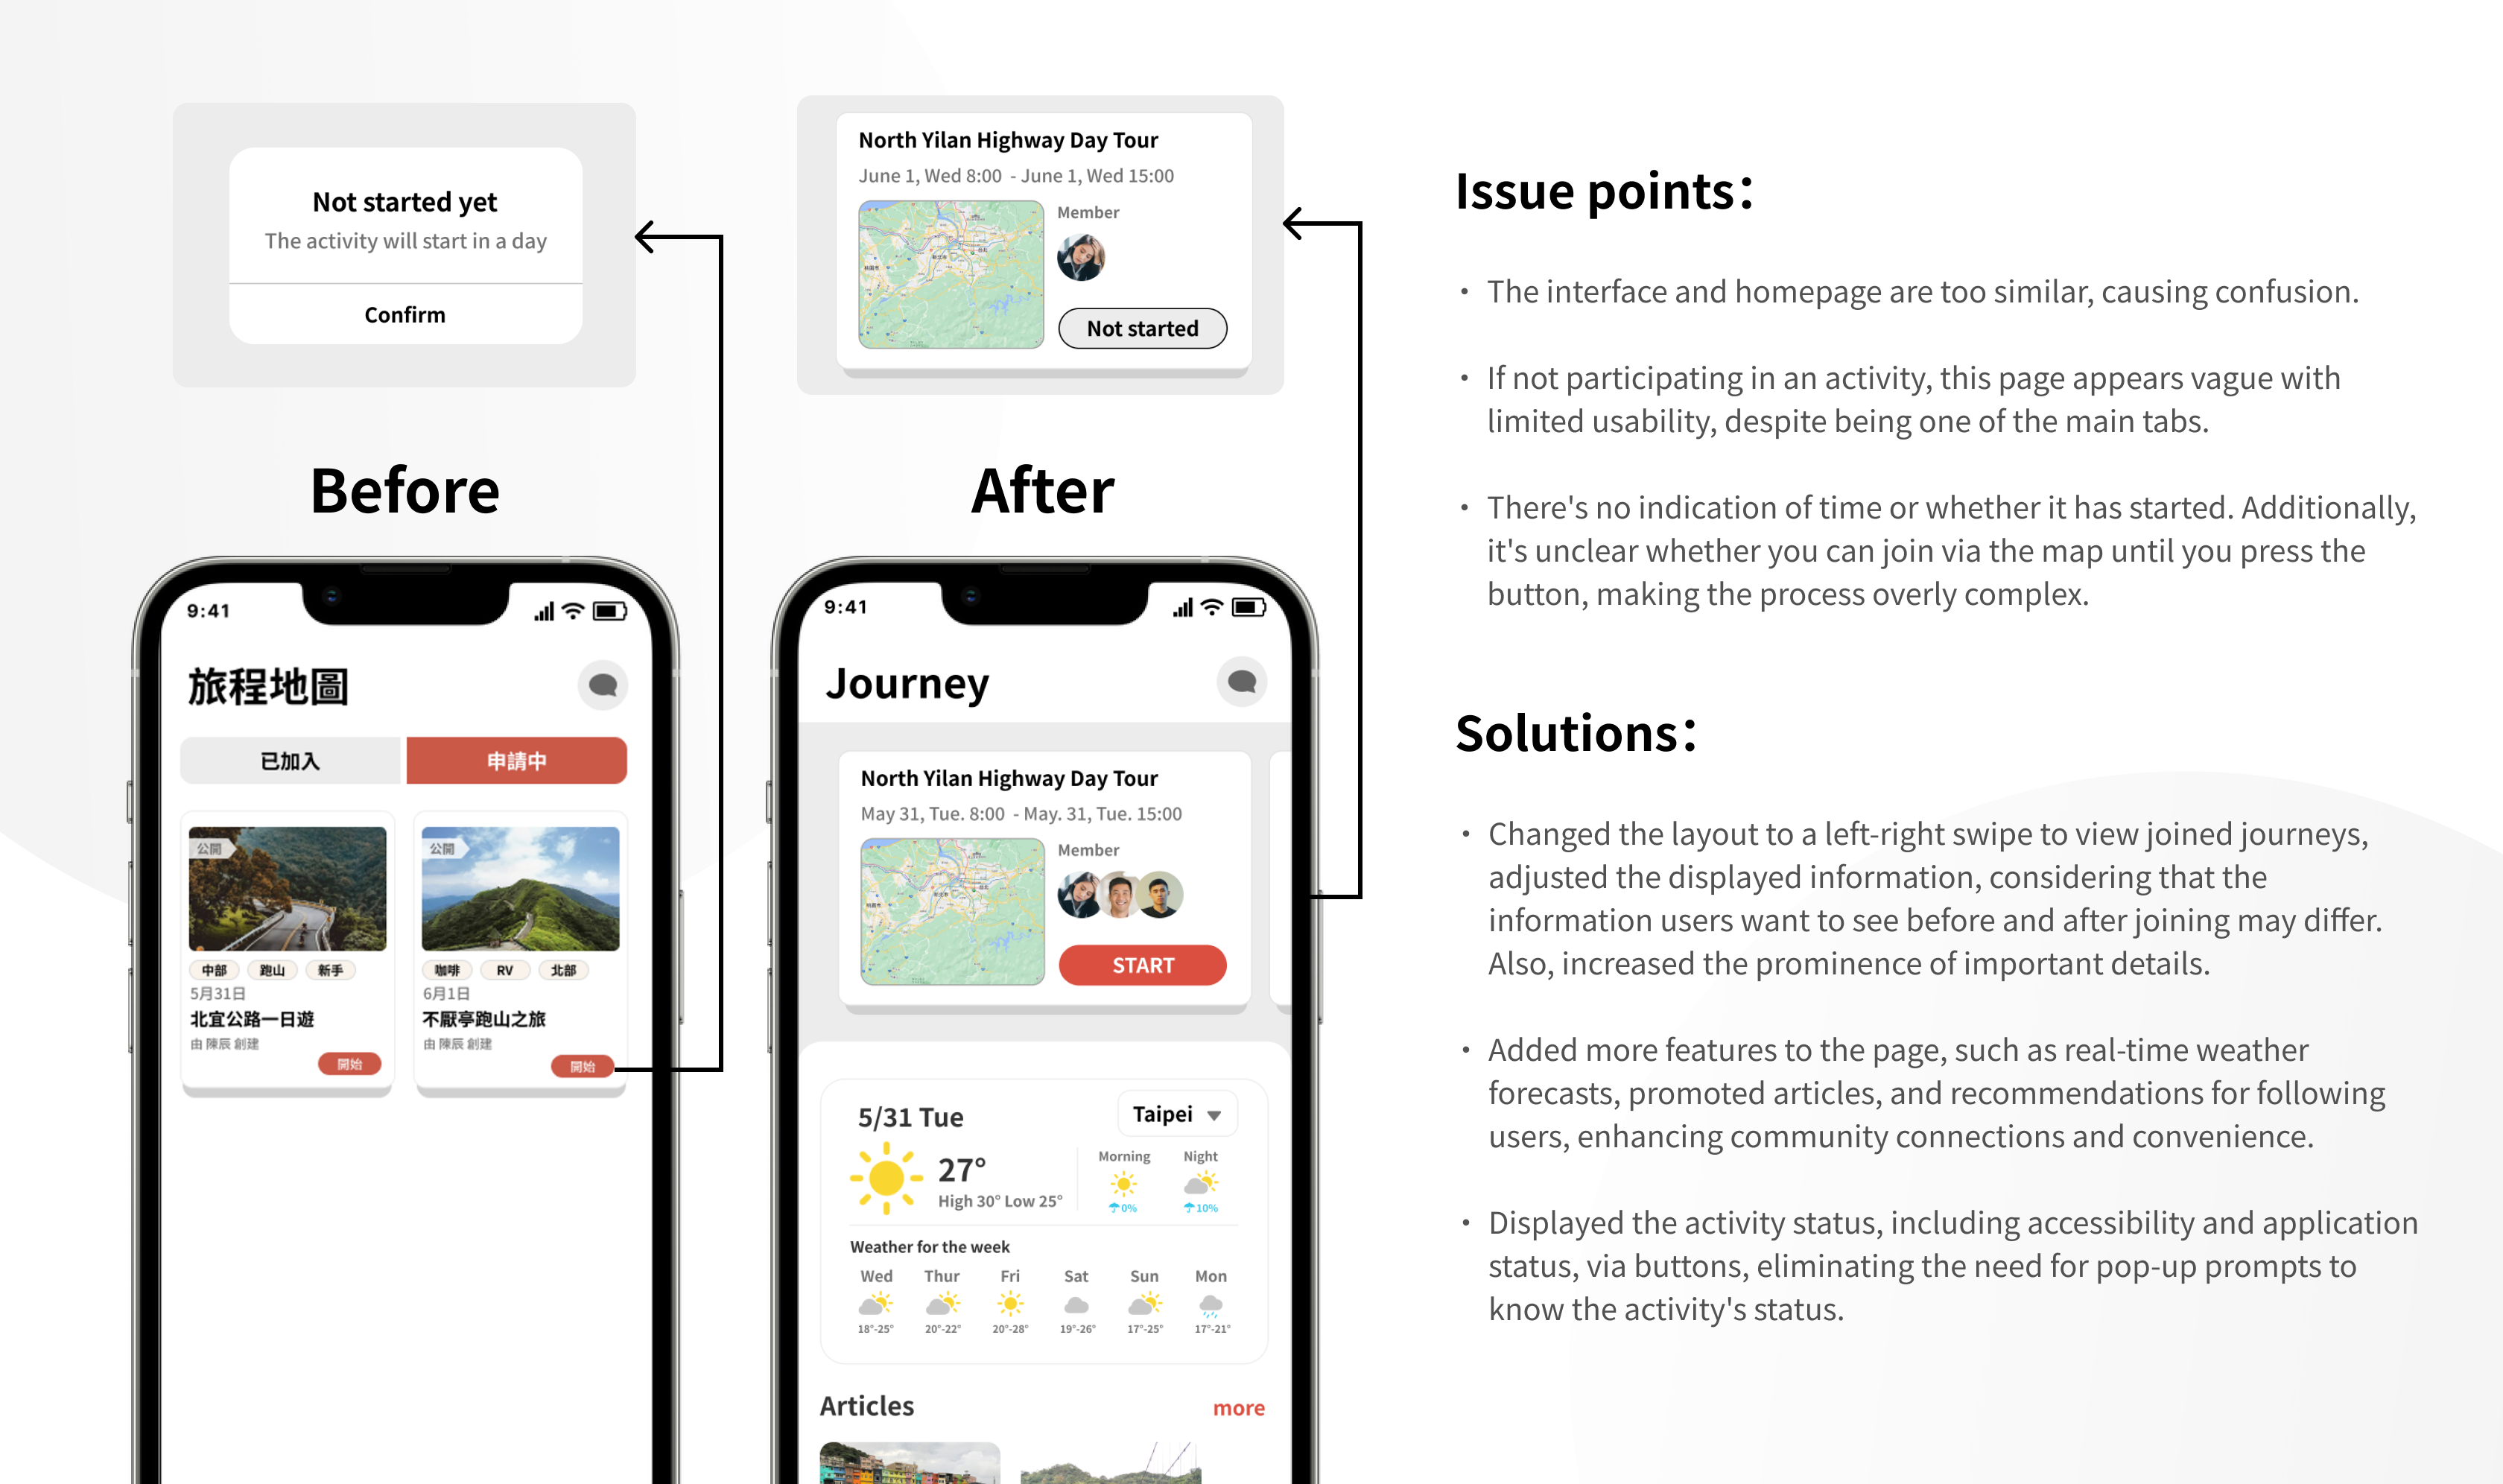 Not started yet
The activity will start in a day
Confirm
Before
9:41
旅程地圖
已加入
申請中
公開
中部 跑山 新手
5月31日
北宜公路一日遊
由 陳辰 創建
開始
公開
咖啡 RV 北部
6月1日
不厭亭跑山之旅
由 陳辰 創建
開始
North Yilan Highway Day Tour
June 1, Wed 8:00 - June 1, Wed 15:00
Member
Not started
After
9:41
Journey
North Yilan Highway Day Tour
May 31, Tue. 8:00 - May. 31, Tue. 15:00
Member
START
5/31 Tue
Taipei
27°
High 30° Low 25°
Morning Night
0% 10%
Weather for the week
Wed Thur Fri Sat Sun Mon
18°-25° 20°-22° 20°-28° 19°-26° 17°-25° 17°-21°
Articles
more
Issue points：
・ The interface and homepage are too similar, causing confusion.
・ If not participating in an activity, this page appears vague with
limited usability, despite being one of the main tabs.
・ There's no indication of time or whether it has started. Additionally,
it's unclear whether you can join via the map until you press the
button, making the process overly complex.
Solutions：
・ Changed the layout to a left-right swipe to view joined journeys,
adjusted the displayed information, considering that the
information users want to see before and after joining may differ.
Also, increased the prominence of important details.
・ Added more features to the page, such as real-time weather
forecasts, promoted articles, and recommendations for following
users, enhancing community connections and convenience.
・ Displayed the activity status, including accessibility and application
status, via buttons, eliminating the need for pop-up prompts to
know the activity's status.